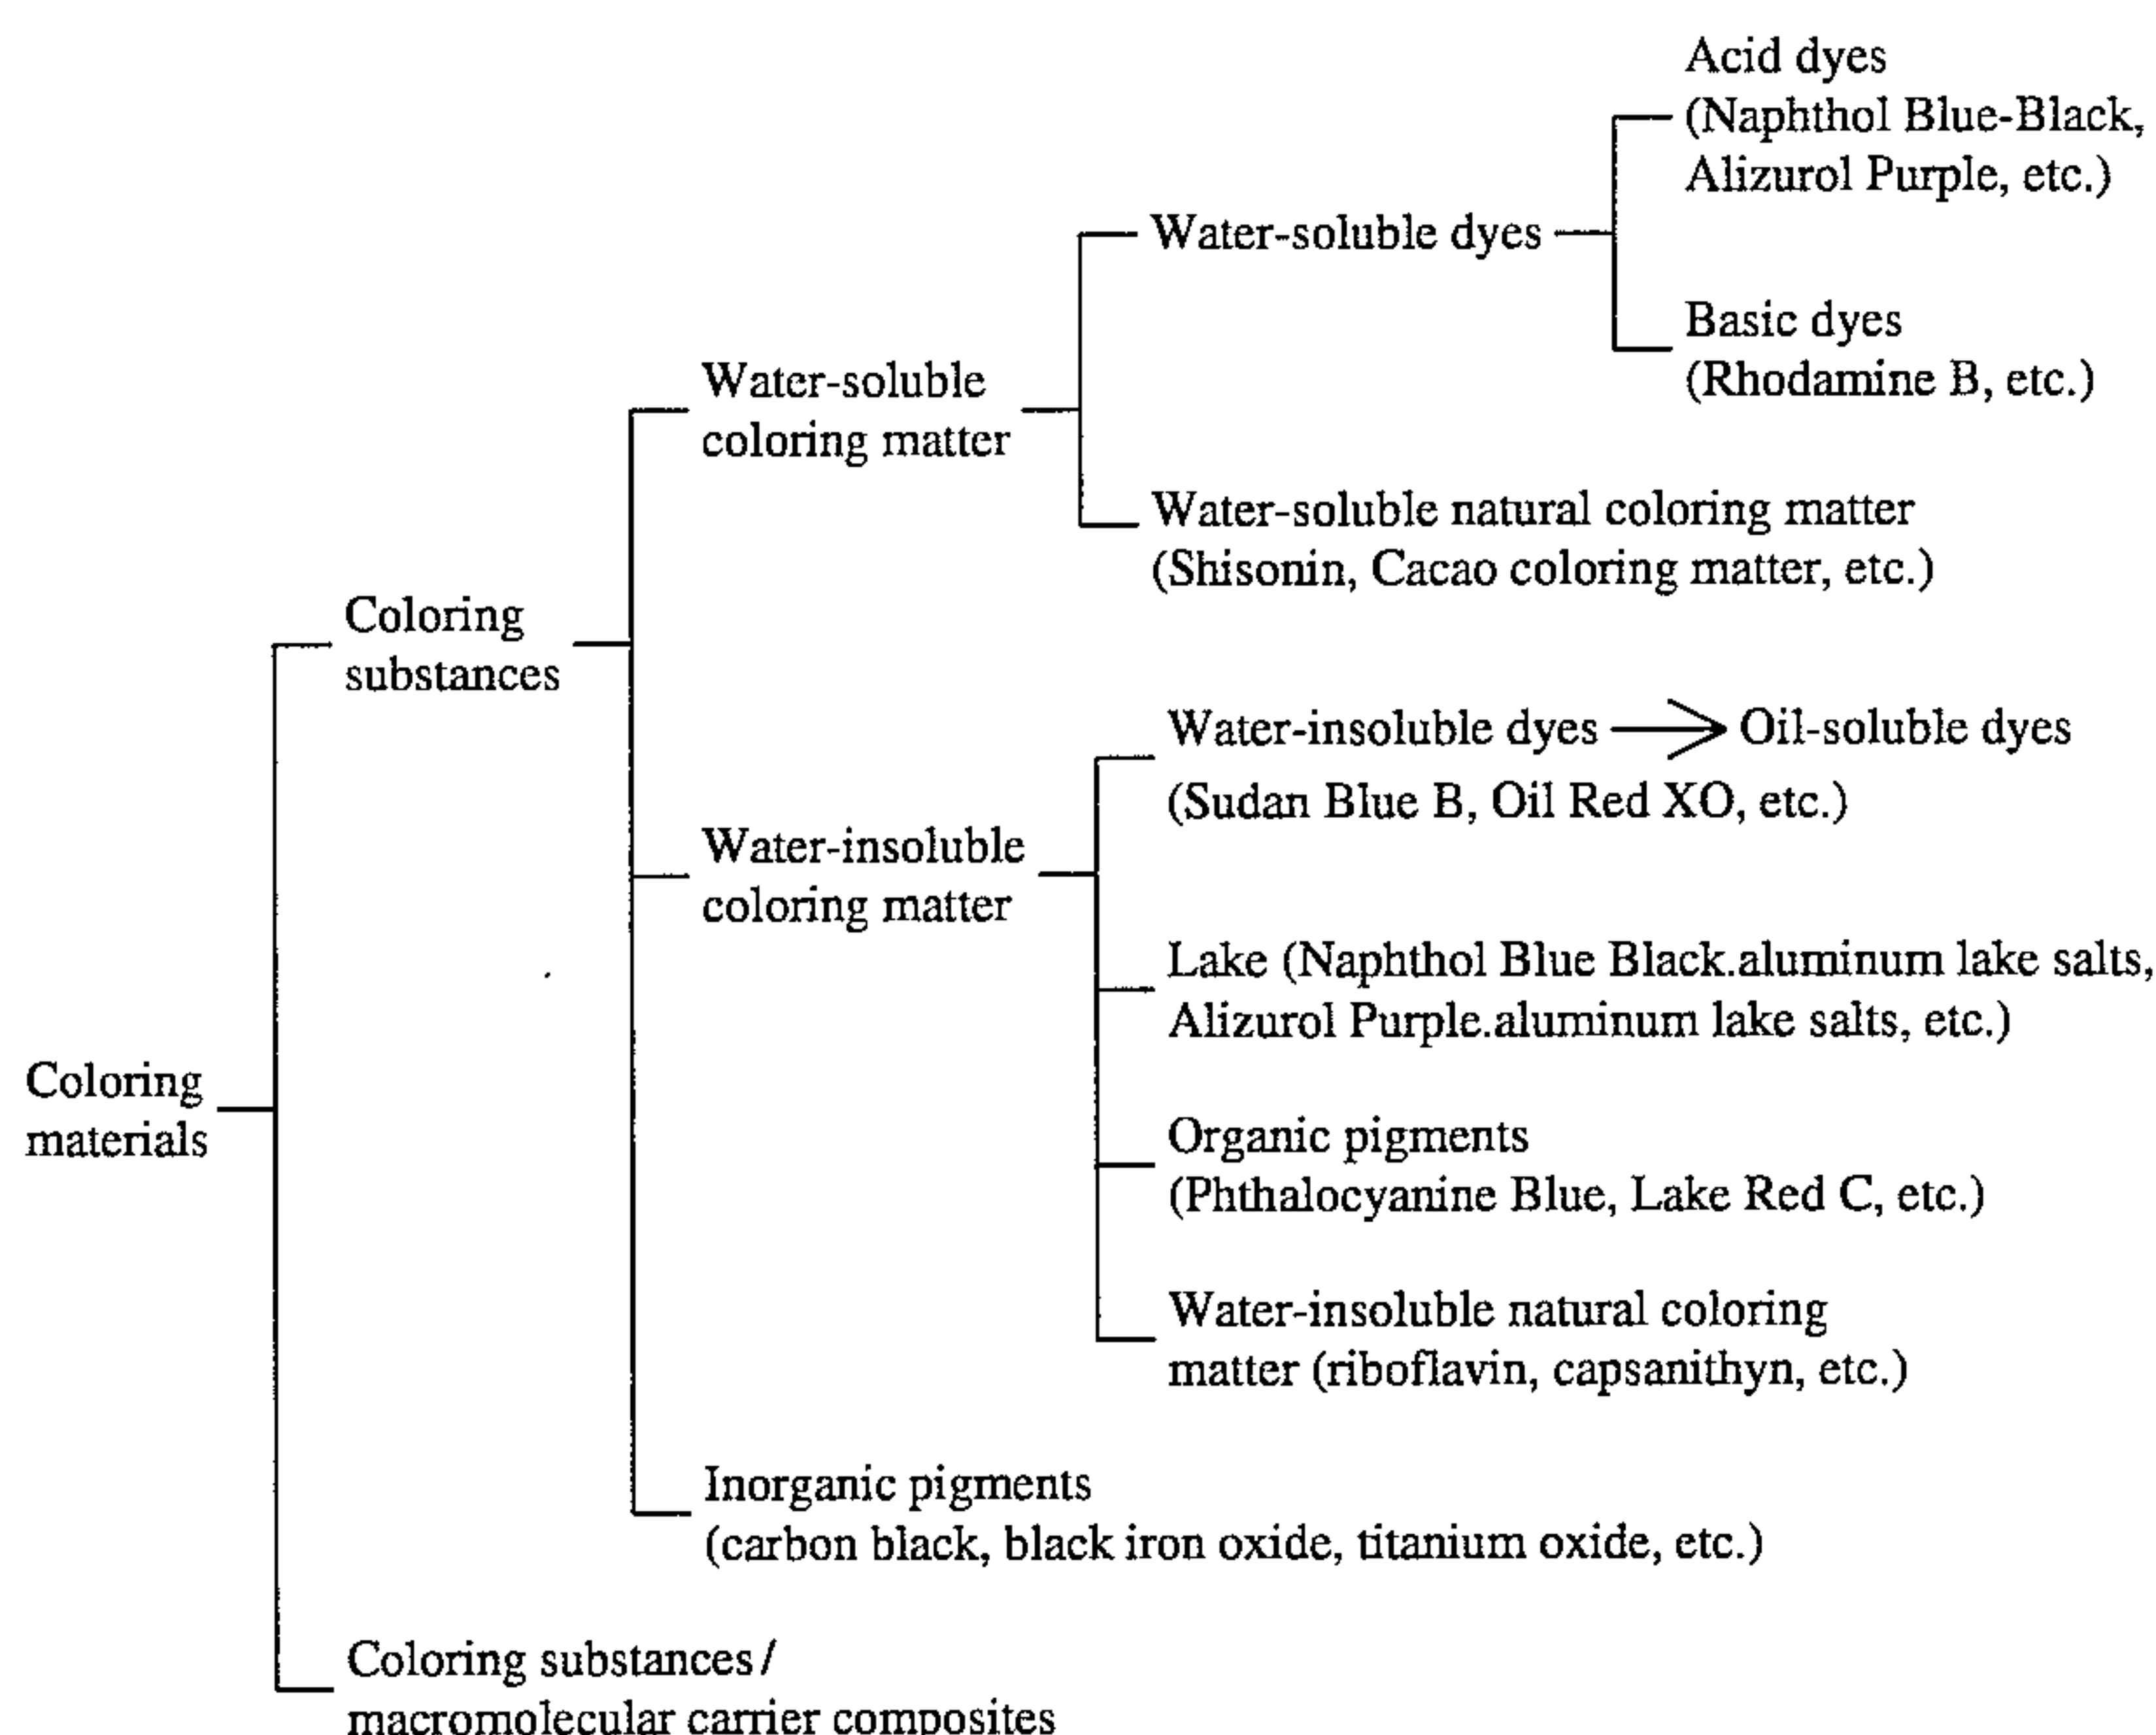 Acid dyes
(Naphthol Blue-Black,
Alizurol Purple, etc.)
Water-soluble dyes
Basic dyes
(Rhodamine B, etc.)
Water-soluble
coloring matter
Water-soluble natural coloring matter
(Shisonin, Cacao coloring matter, etc.)
Coloring
substances
Water-insoluble dyes → Oil-soluble dyes
(Sudan Blue B, Oil Red XO, etc.)
Water-insoluble
coloring matter
Lake (Naphthol Blue Black.aluminum lake salts,
Alizurol Purple.aluminum lake salts, etc.)
Coloring
materials
Organic pigments
(Phthalocyanine Blue, Lake Red C, etc.)
Water-insoluble natural coloring
matter (riboflavin, capsanithyn, etc.)
Inorganic pigments
(carbon black, black iron oxide, titanium oxide, etc.)
Coloring substances/
macromolecular carrier composites